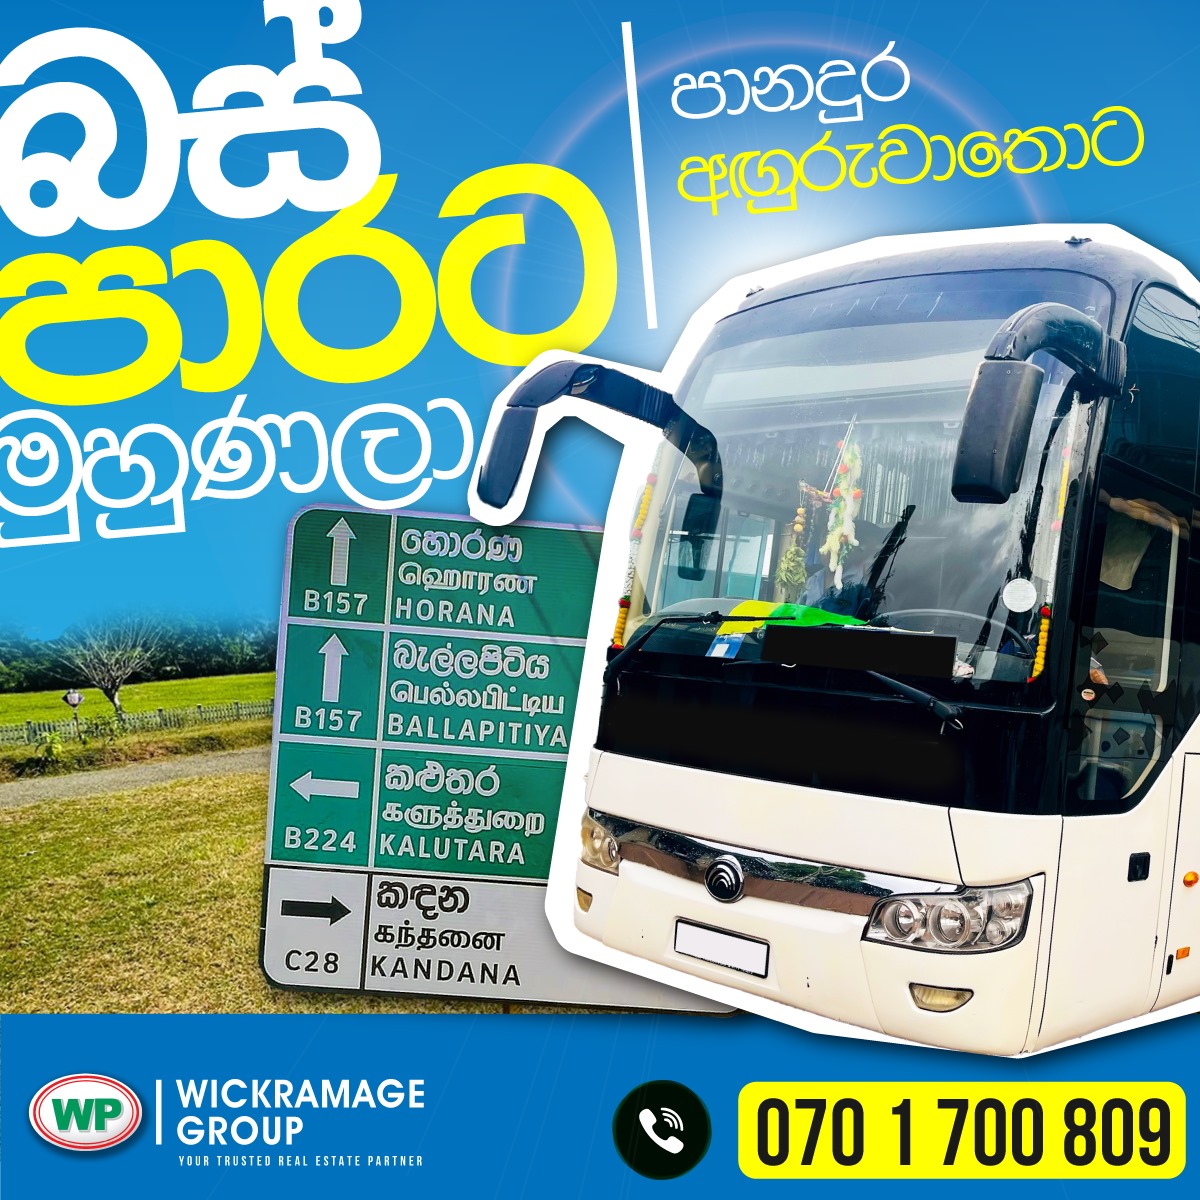 බස්
පාරට
මුහුණලා
පානදුර
අඟුරුවාතොට
හොරණ
ஹொரண
B157
HORANA
බැල්ලපිටිය
பெல்லபிட்டிய
B157
BALLAPITIYA
කළුතර
களுத்துறை
B224
KALUTARA
කඳන
கந்தனை
C28
KANDANA
WP
WICKRAMAGE
GROUP
YOUR TRUSTED REAL ESTATE PARTNER
070 1 700 809